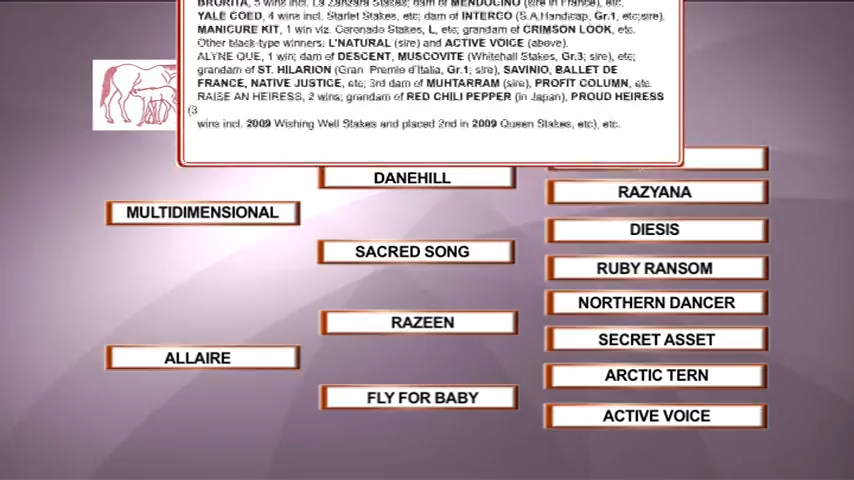 BRORITA, 5 wins incl. La Zanzara Stakes; dam of MENDOCINO (sire in France), etc.
YALE COED, 4 wins incl. Starlet Stakes, etc; dam of INTERCO (S.A.Handicap, Gr.1, etc;sire).
MANICURE KIT, 1 win viz. Coronado Stakes, L, etc; grandam of CRIMSON LOOK, etc.
Other black-type winners: L'NATURAL (sire) and ACTIVE VOICE (above).
ALYNE QUE, 1 win; dam of DESCENT, MUSCOVITE (Whitehall Stakes, Gr.3; sire), etc;
grandam of ST. HILARION (Gran Premio d'Italia, Gr.1; sire), SAVINIO, BALLET DE
FRANCE, NATIVE JUSTICE, etc; 3rd dam of MUHTARRAM (sire), PROFIT COLUMN, etc.
RAISE AN HEIRESS, 2 wins; grandam of RED CHILI PEPPER (in Japan), PROUD HEIRESS
(3
wins incl. 2009 Wishing Well Stakes and placed 2nd in 2009 Queen Stakes, etc), etc.
DANEHILL
RAZYANA
MULTIDIMENSIONAL
DIESIS
SACRED SONG
RUBY RANSOM
NORTHERN DANCER
RAZEEN
SECRET ASSET
ALLAIRE
ARCTIC TERN
FLY FOR BABY
ACTIVE VOICE